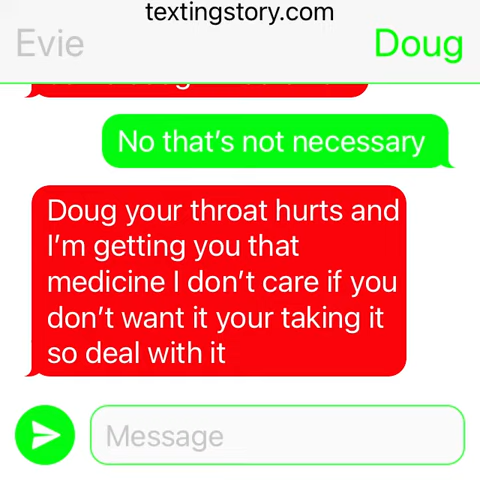 textingstory.com
Evie
Doug
No that's not necessary
Doug your throat hurts and
I'm getting you that
medicine I don't care if you
don't want it your taking it
so deal with it
Message